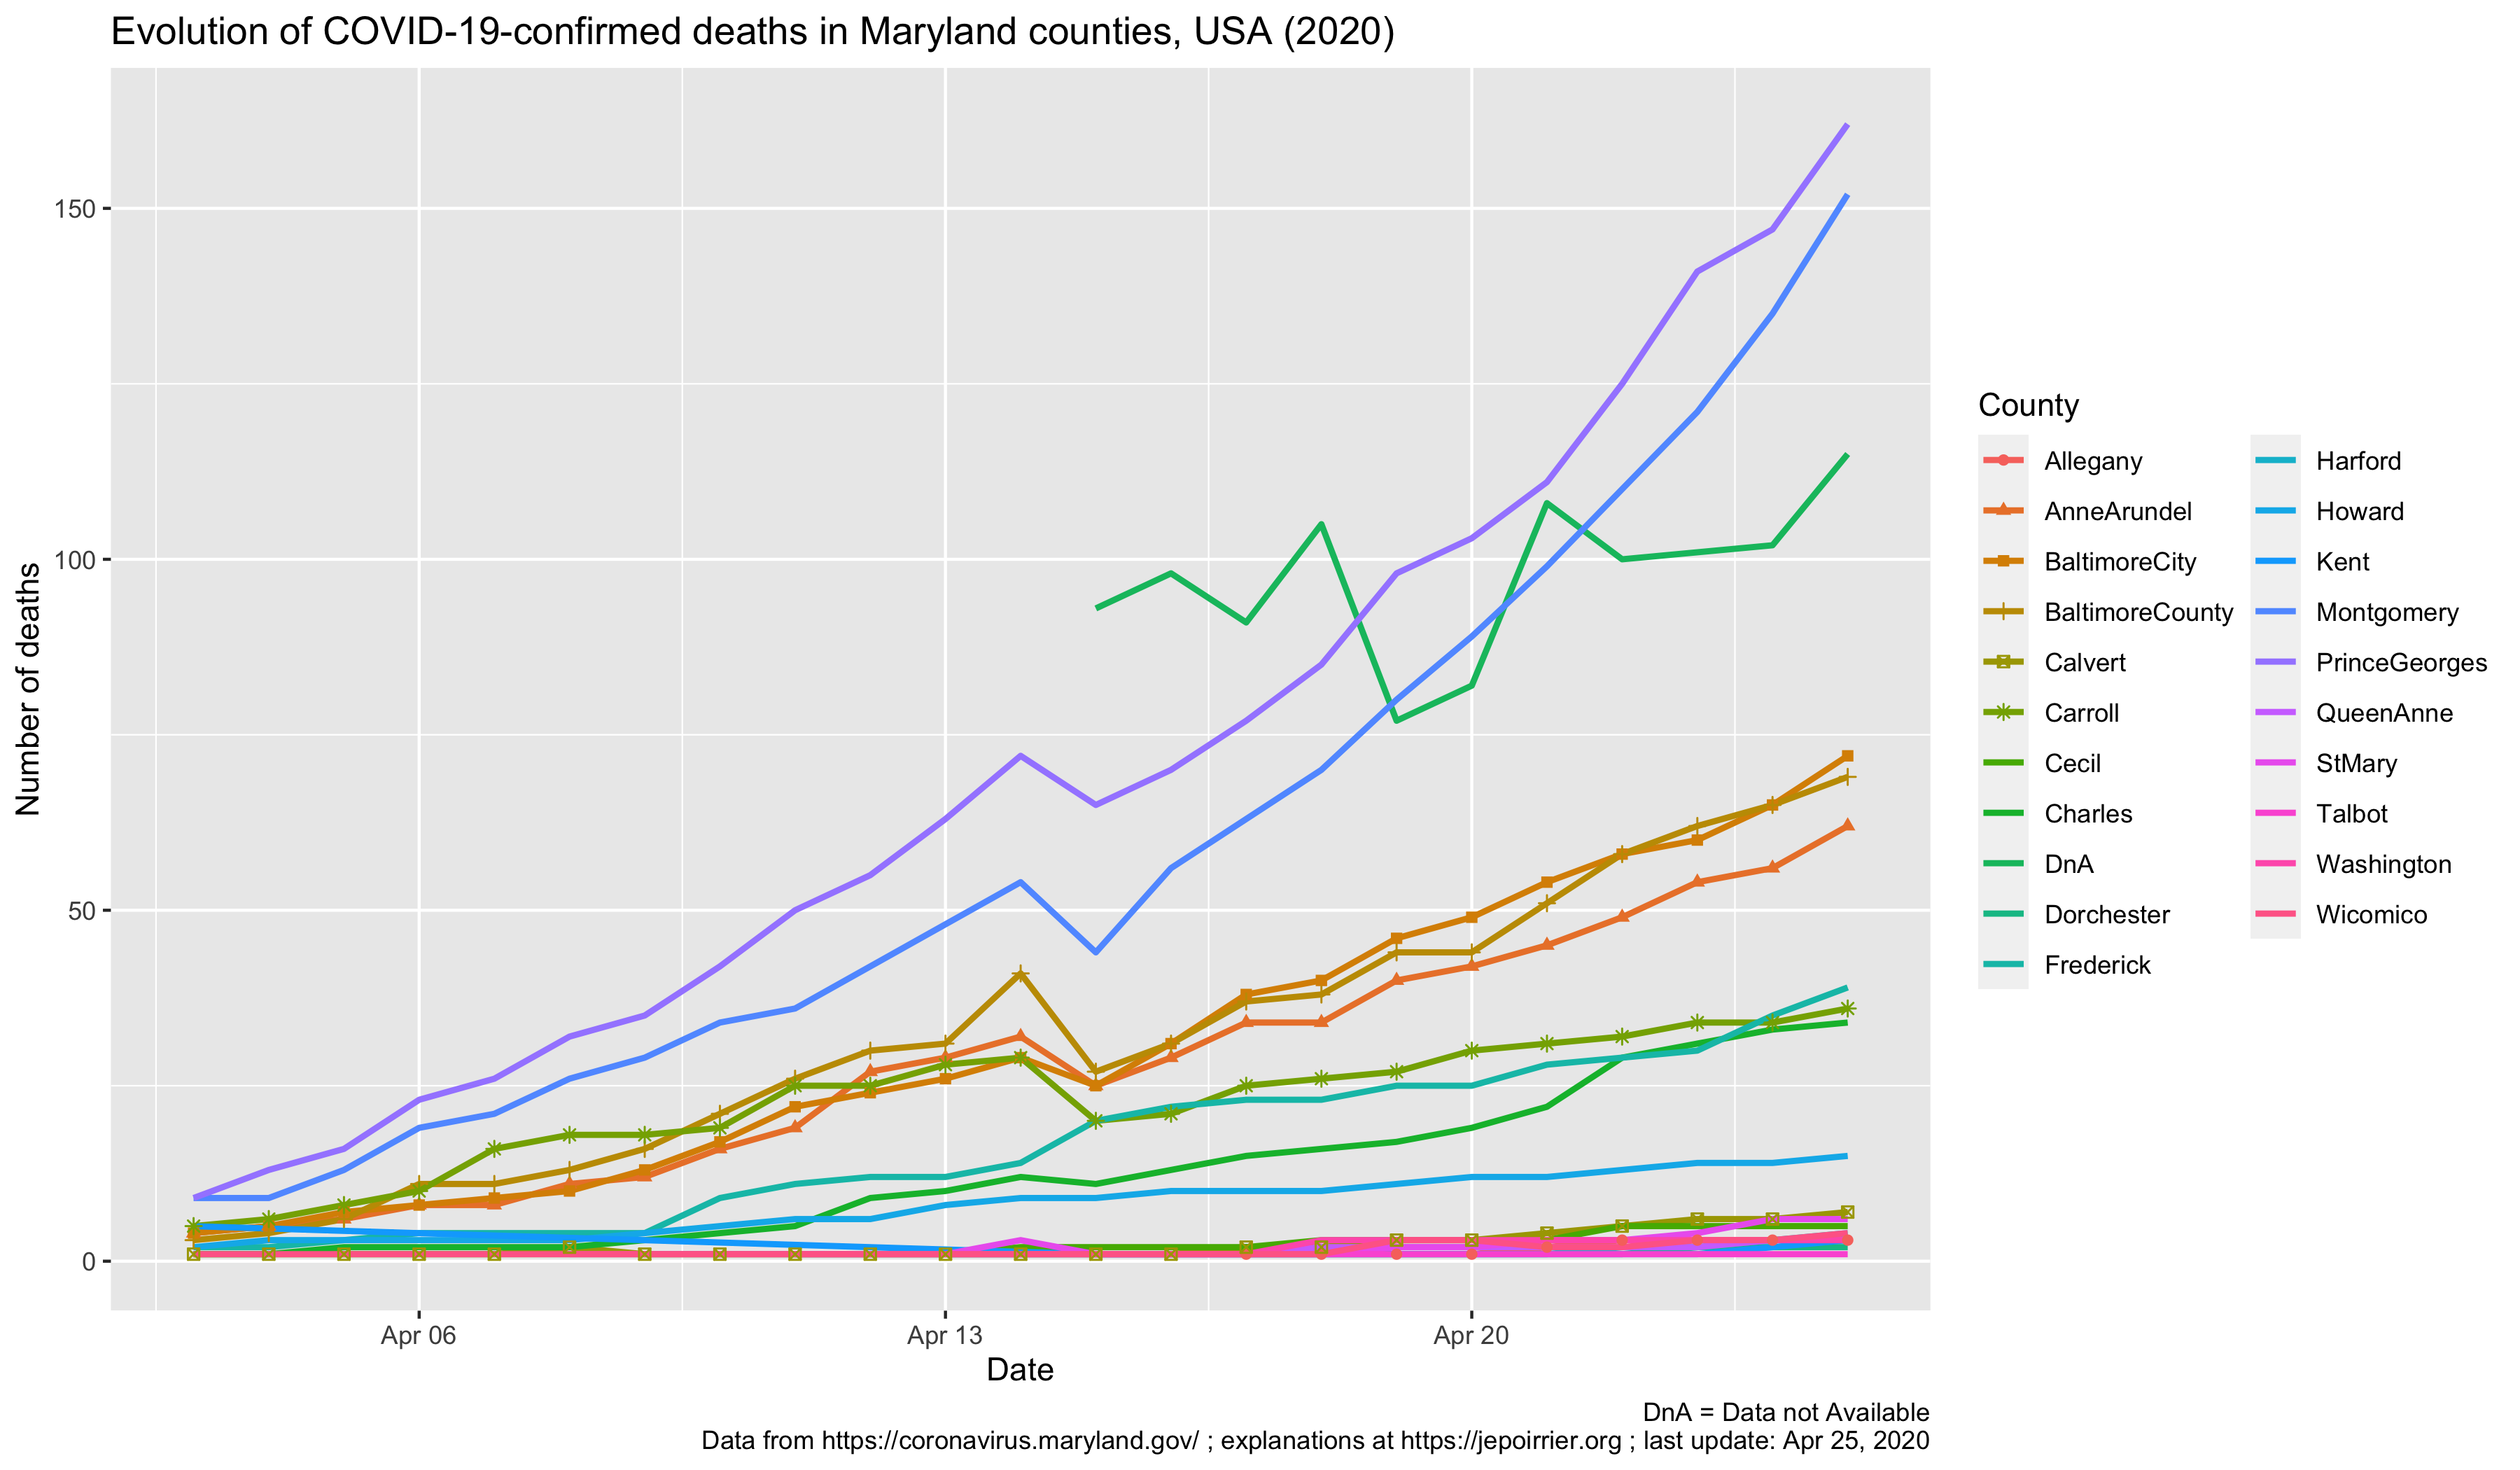 Evolution of COVID-19-confirmed deaths in Maryland counties, USA (2020)
Number of deaths
150
100
50
0
Apr 06
Apr 13
Apr 20
Date
County
Allegany
AnneArundel
BaltimoreCity
BaltimoreCounty
Calvert
Carroll
Cecil
Charles
DnA
Dorchester
Frederick
Harford
Howard
Kent
Montgomery
PrinceGeorges
QueenAnne
StMary
Talbot
Washington
Wicomico
DnA = Data not Available
Data from https://coronavirus.maryland.gov/ ; explanations at https://jepoirrier.org ; last update: Apr 25, 2020